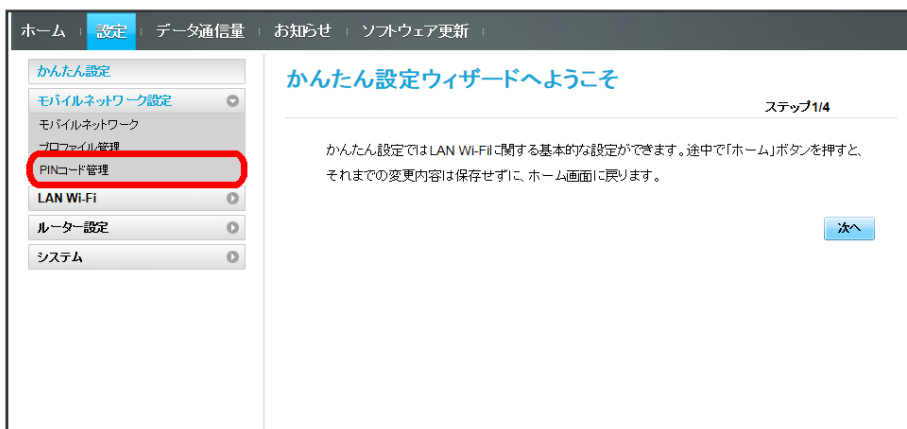 ホーム 設定 データ通信量 お知らせ ソフトウェア更新
かんたん設定
モバイルネットワーク設定
モバイルネットワーク
プロファイル管理
PINコード管理
LAN Wi-Fi
ルーター設定
システム
かんたん設定ウィザードへようこそ
ステップ1/4
かんたん設定ではLAN Wi-Fiに関する基本的な設定ができます。途中で「ホーム」ボタンを押すと、
それまでの変更内容は保存せずに、ホーム画面に戻ります。
次へ